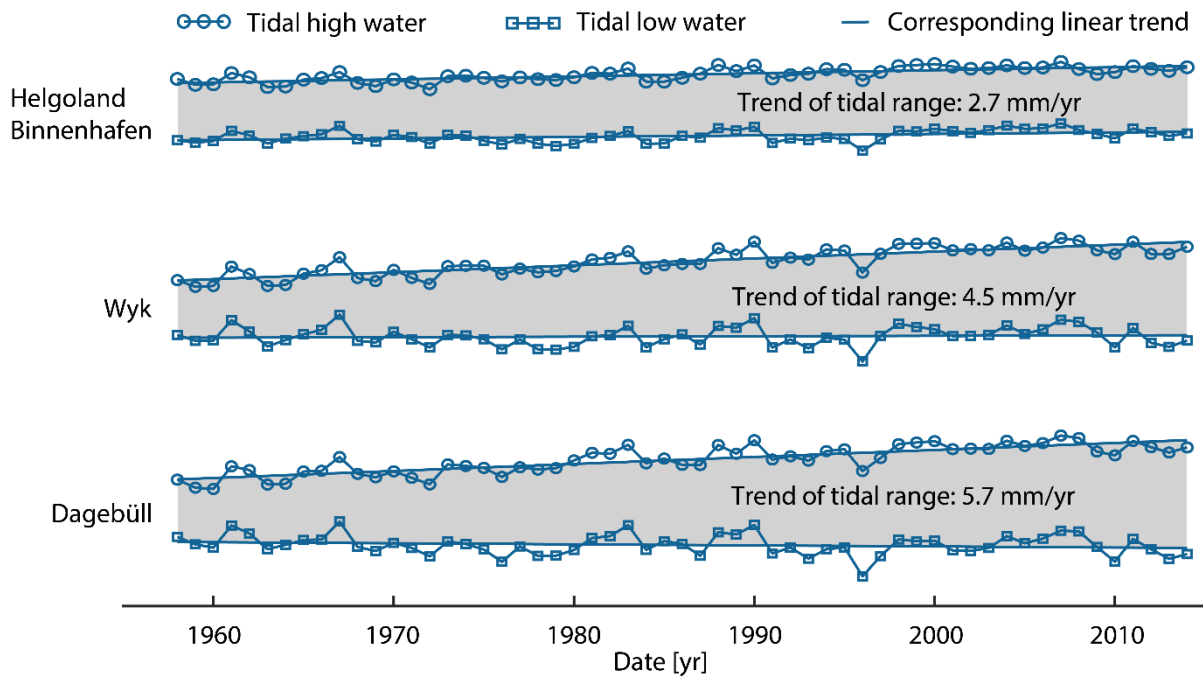 Tidal high water
Tidal low water
Corresponding linear trend
Helgoland
Binnenhafen
Trend of tidal range: 2.7 mm/yr
Wyk
Trend of tidal range: 4.5 mm/yr
Dagebüll
Trend of tidal range: 5.7 mm/yr
1960 1970 1980 1990 2000 2010
Date [yr]